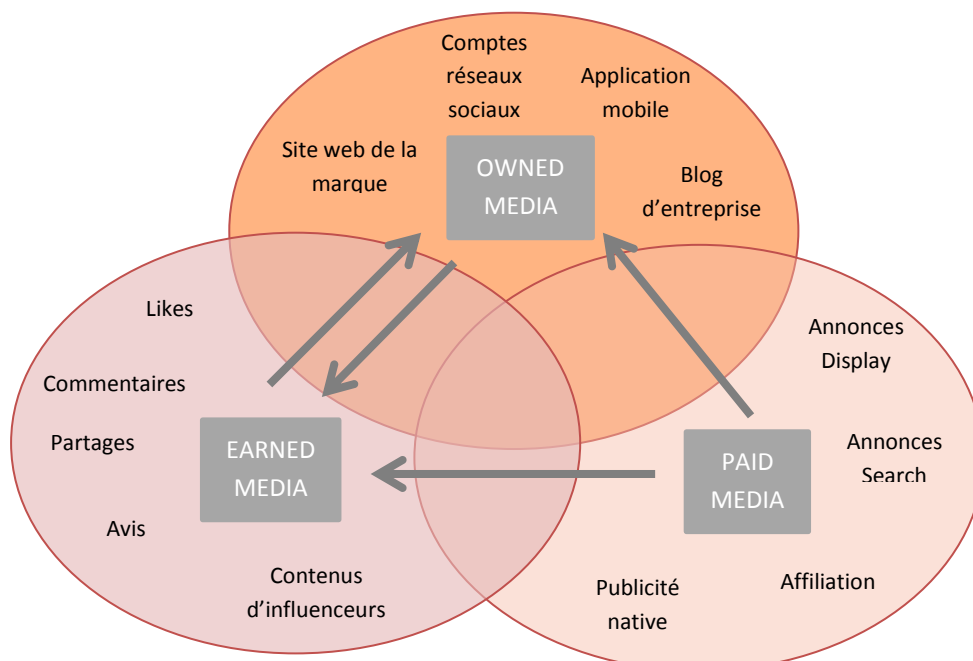 Comptes
réseaux
sociaux
Application
mobile
Site web de la
marque
OWNED
MEDIA
Blog
d’entreprise
Likes
Commentaires
Partages
EARNED
MEDIA
Avis
Contenus
d’influenceurs
Annonces
Display
Annonces
Search
PAID
MEDIA
Publicité
native
Affiliation